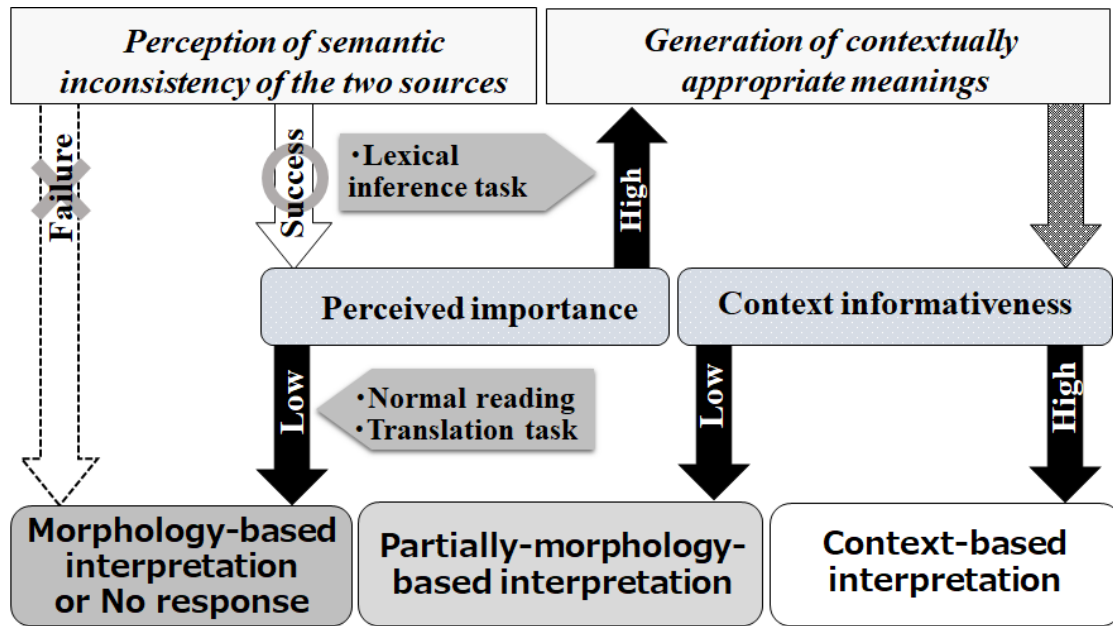 Perception of semantic
inconsistency of the two sources
Generation of contextually
appropriate meanings
Failure
Success
・Lexical
inference task
High
Perceived importance
Context informativeness
Low
・Normal reading
・Translation task
Low
High
Morphology-based
interpretation
or No response
Partially-morphology-
based interpretation
Context-based
interpretation